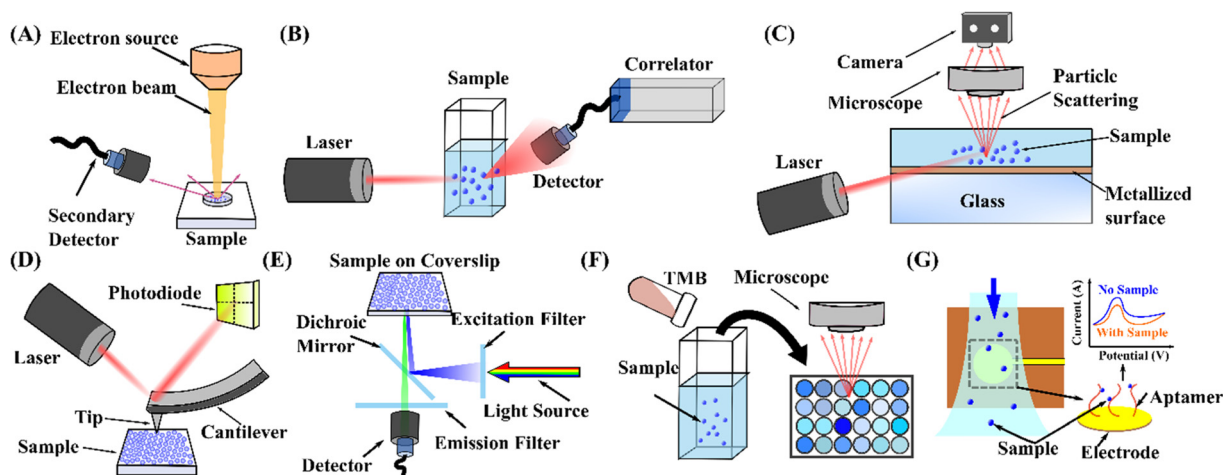 (A)
Electron source
Electron beam
Secondary
Detector
Sample
(B)
Sample
Correlator
Laser
Detector
(C)
Camera
Microscope
Particle
Scattering
Sample
Laser
Glass
Metallized
surface
(D)
Photodiode
Laser
Tip
Sample
Cantilever
(E)
Sample on Coverslip
Dichroic
Mirror
Excitation Filter
Light Source
Emission Filter
Detector
(F)
TMB
Microscope
Sample
(G)
Current (A)
No Sample
With Sample
Potential (V)
Aptamer
Sample
Electrode